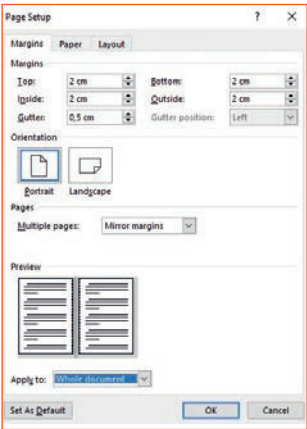 Page Setup ? X
Margins Paper Layout
Margins
Top: 2 cm Bottom: 2 cm
Inside: 2 cm Outside: 2 cm
Gutter: 0,5 cm Gutter position: Left
Orientation
Portrait Landscape
Pages
Multiple pages: Mirror margins
Preview
Apply to: Whole document
Set As Default OK Cancel